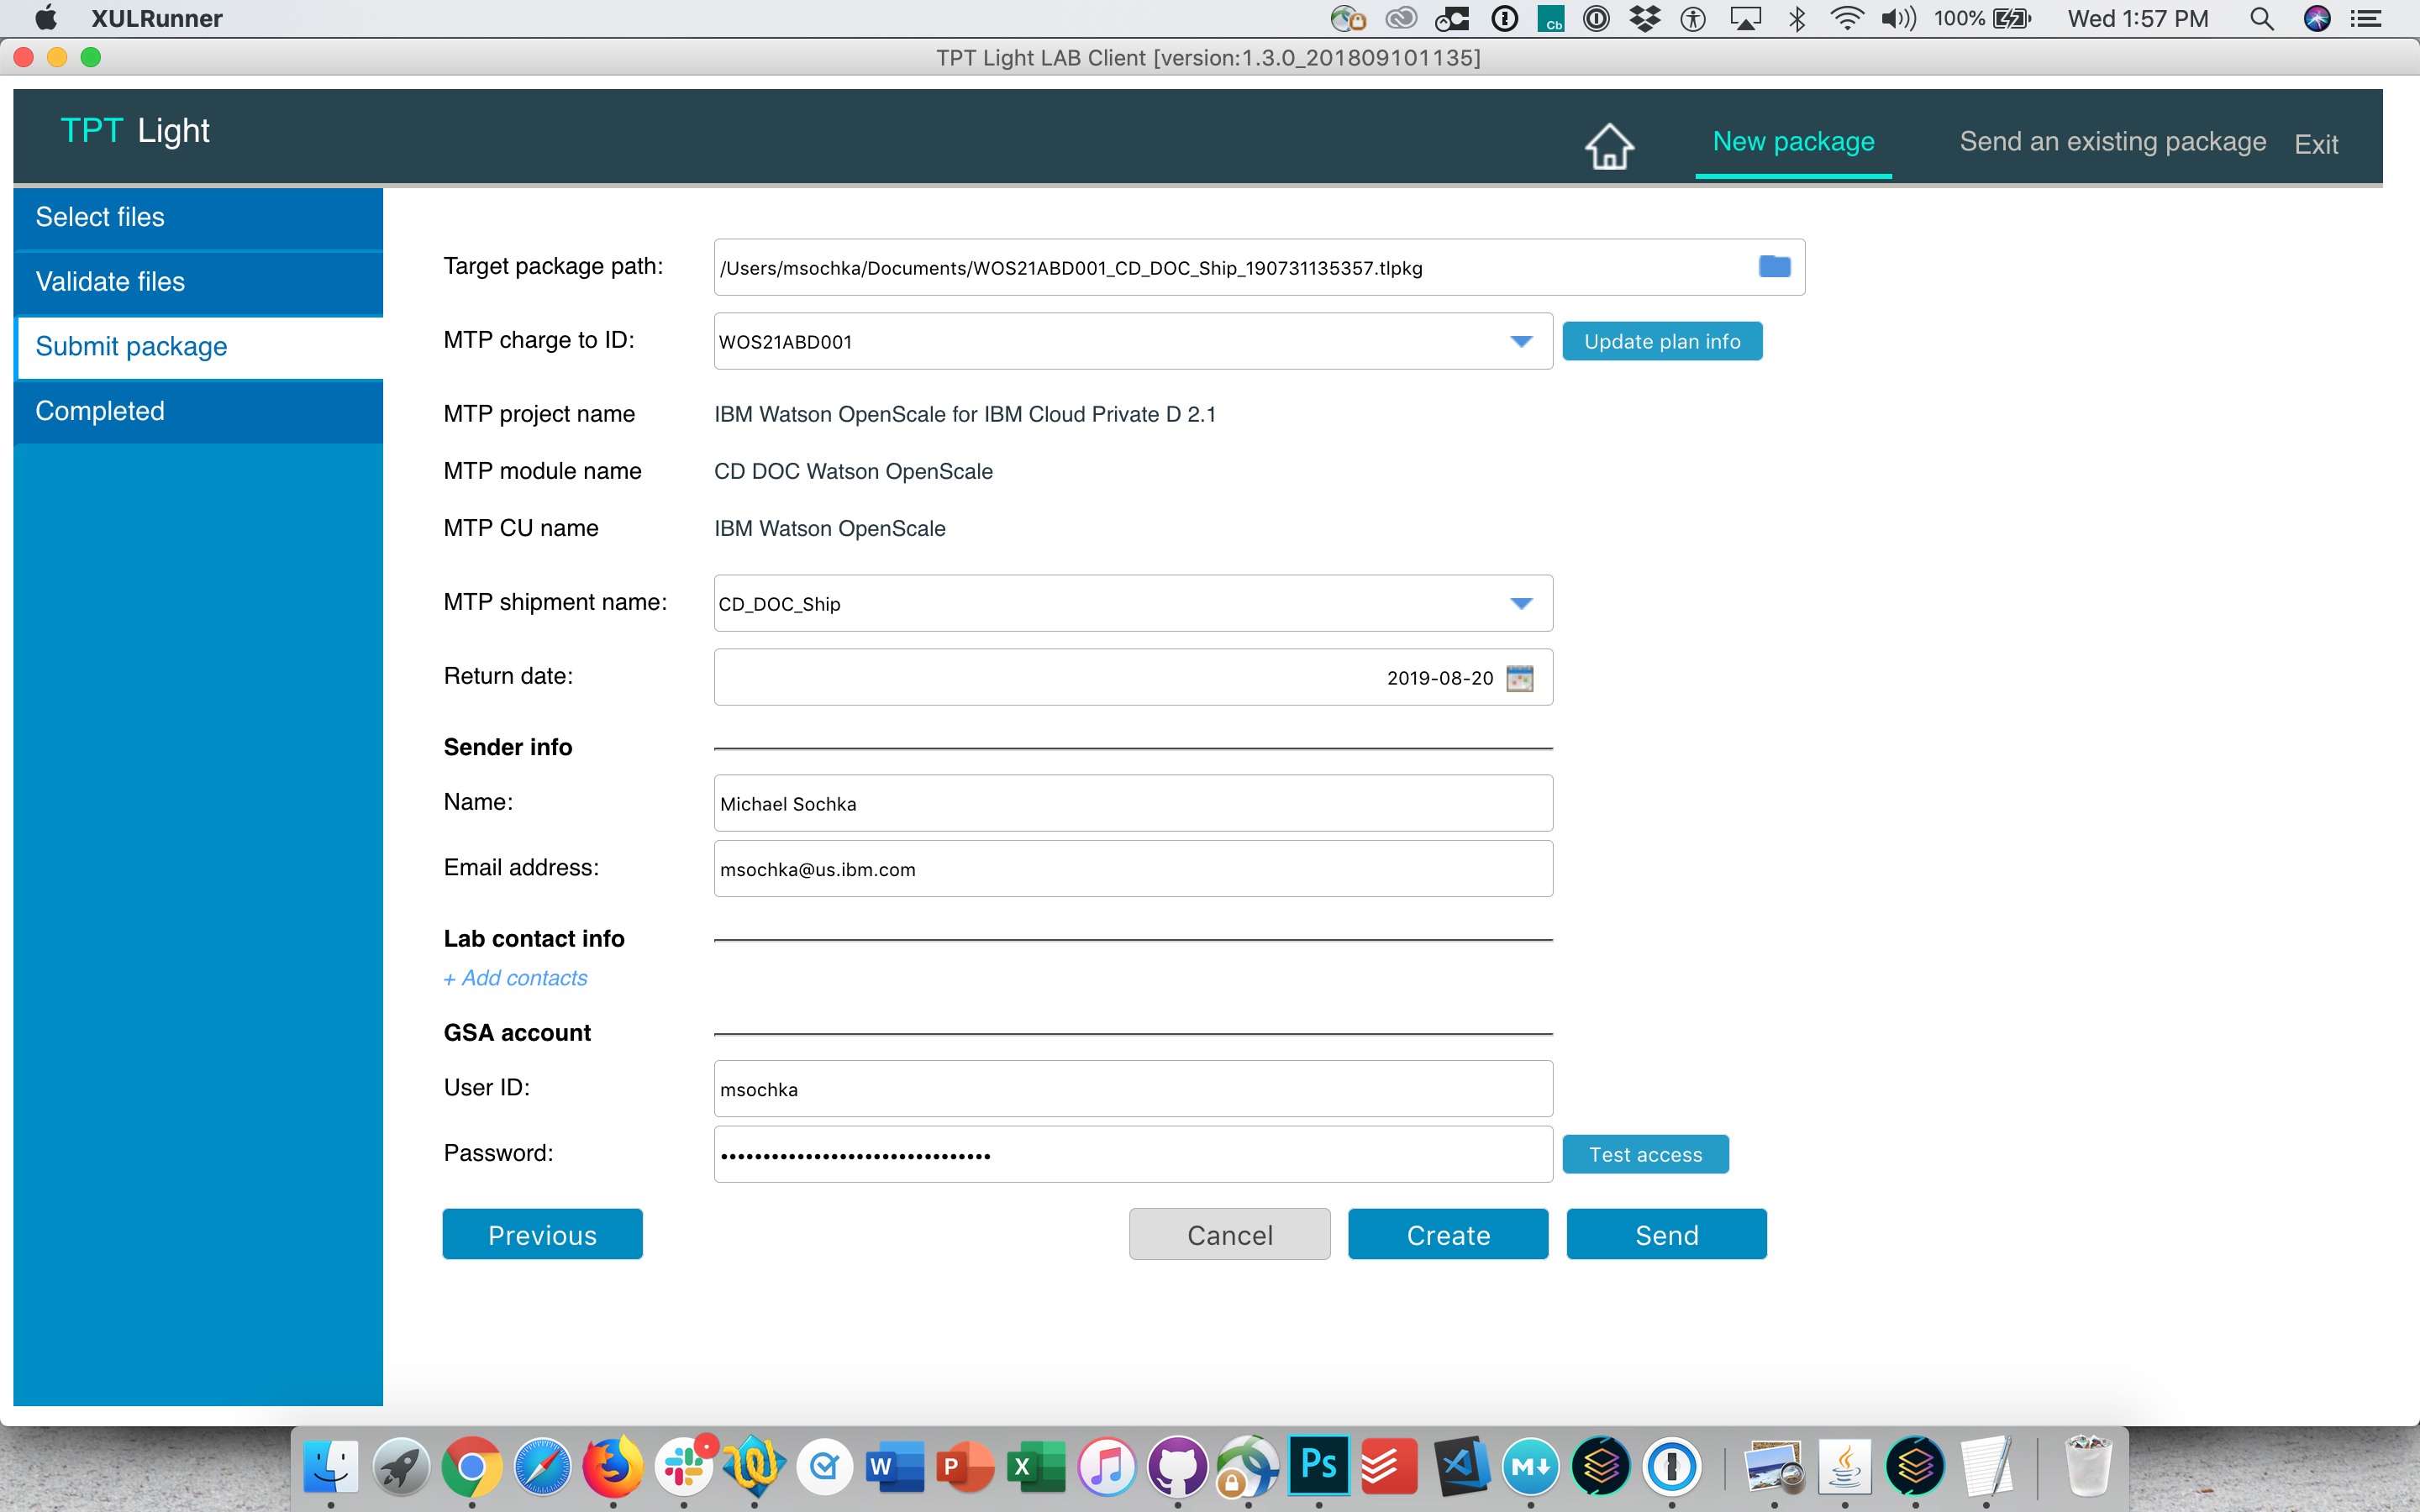 XULRunner 100% Wed 1:57 PM
TPT Light LAB Client [version:1.3.0_201809101135]
TPT Light
New package
Send an existing package
Exit
Select files
Validate files
Submit package
Completed
Target package path: /Users/msochka/Documents/WOS21ABD001_CD_DOC_Ship_190731135357.tlpkg
MTP charge to ID: WOS21ABD001 Update plan info
MTP project name IBM Watson OpenScale for IBM Cloud Private D 2.1
MTP module name CD DOC Watson OpenScale
MTP CU name IBM Watson OpenScale
MTP shipment name: CD_DOC_Ship
Return date: 2019-08-20
Sender info
Name: Michael Sochka
Email address: msochka@us.ibm.com
Lab contact info
+ Add contacts
GSA account
User ID: msochka
Password: •••••••••••••••••••••••••••••••• Test access
Previous Cancel Create Send
Cb
W P X Ps M